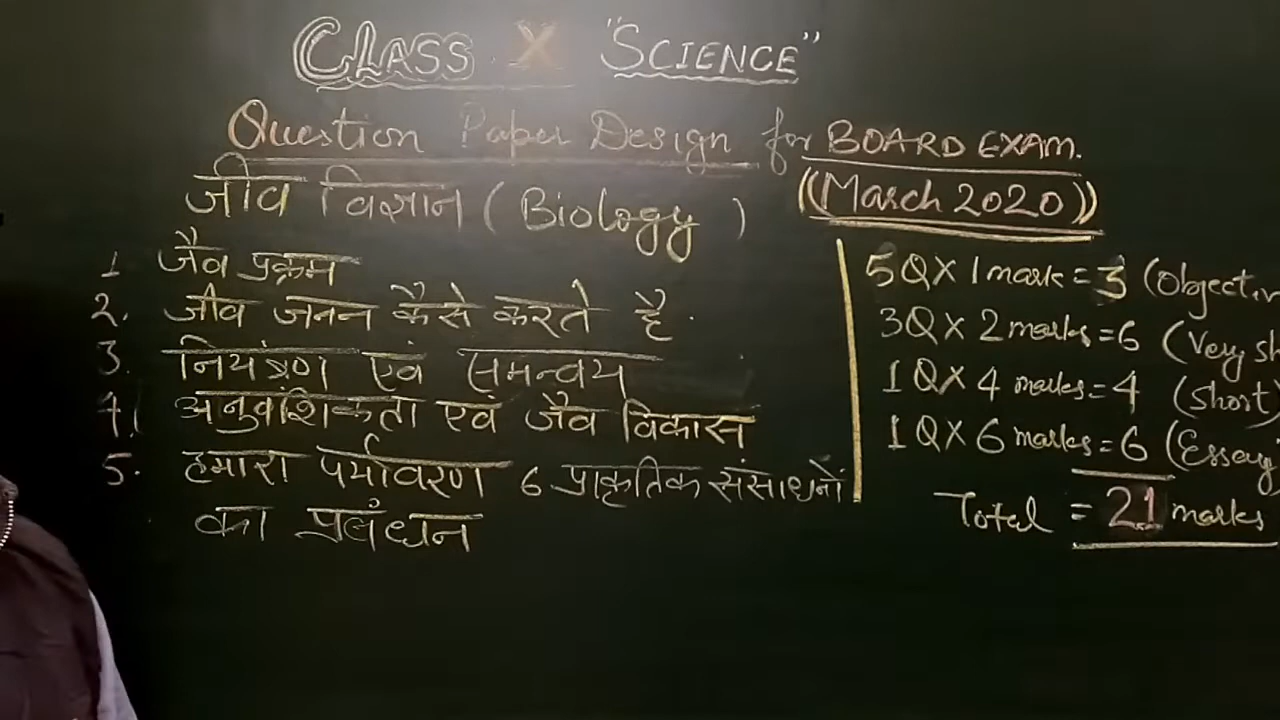 CLASS X "SCIENCE"
Question Paper Design for BOARD EXAM.
((March 2020))
जीव विज्ञान (Biology)
1 जैव प्रक्रम
2. जीव जनन कैसे करते है.
3. नियंत्रण एवं समन्वय
4. अनुवांशिकता एवं जैव विकास
5. हमारा पर्यावरण 6 प्राकृतिक संसाधनों
का प्रबंधन
5Q X 1 mark = 3 (Objectiv
3Q X 2 marks = 6 (Very sh
1Q X 4 marks = 4 (Short)
1Q X 6 marks = 6 (Essay
Total = 21 marks